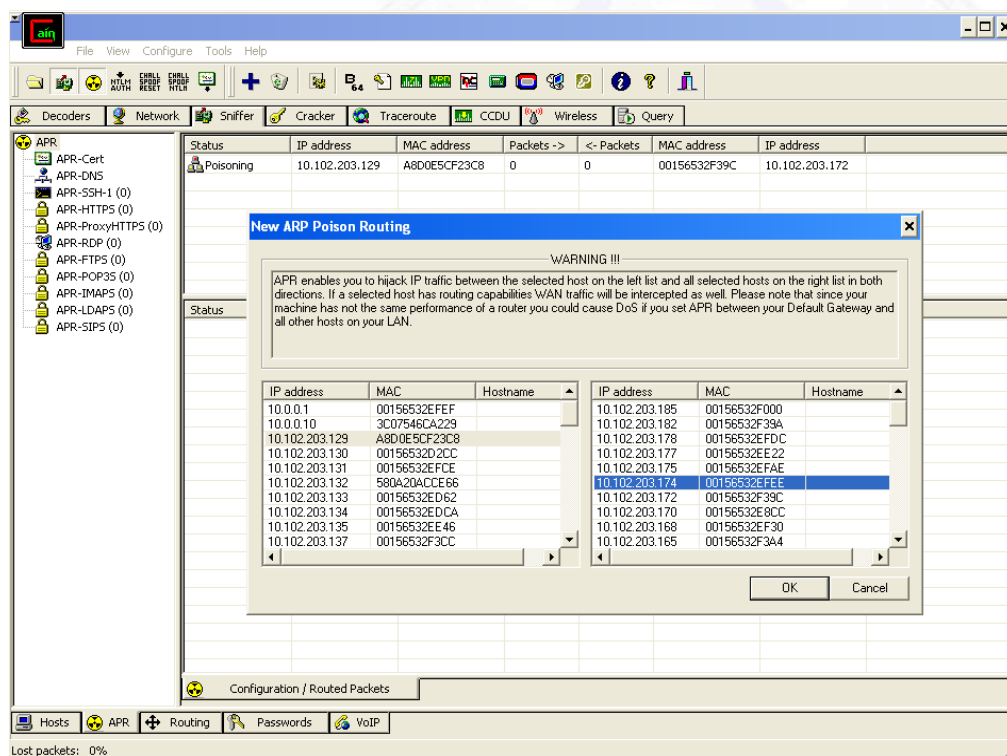 Cain
File View Configure Tools Help
NTLM AUTH CHALL SPOOF RESET CHALL SPOOF NTLM B64
Decoders Network Sniffer Cracker Traceroute CCDU Wireless Query
APR
APR-Cert
APR-DNS
APR-SSH-1 (0)
APR-HTTPS (0)
APR-ProxyHTTPS (0)
APR-RDP (0)
APR-FTPS (0)
APR-POP3S (0)
APR-IMAPS (0)
APR-LDAPS (0)
APR-SIPS (0)
Status IP address MAC address Packets -> <- Packets MAC address IP address
Poisoning 10.102.203.129 A8D0E5CF23C8 0 0 00156532F39C 10.102.203.172
Status
New ARP Poison Routing
WARNING !!!
APR enables you to hijack IP traffic between the selected host on the left list and all selected hosts on the right list in both
directions. If a selected host has routing capabilities WAN traffic will be intercepted as well. Please note that since your
machine has not the same performance of a router you could cause DoS if you set APR between your Default Gateway and
all other hosts on your LAN.
IP address MAC Hostname
10.0.0.1 00156532EFEF
10.0.0.10 3C07546CA229
10.102.203.129 A8D0E5CF23C8
10.102.203.130 00156532D2CC
10.102.203.131 00156532EFCE
10.102.203.132 580A20ACCE66
10.102.203.133 00156532ED62
10.102.203.134 00156532EDCA
10.102.203.135 00156532EE46
10.102.203.137 00156532F3CC
IP address MAC Hostname
10.102.203.185 00156532F000
10.102.203.182 00156532F39A
10.102.203.178 00156532EFDC
10.102.203.177 00156532EE22
10.102.203.175 00156532EFAE
10.102.203.174 00156532EFEE
10.102.203.172 00156532F39C
10.102.203.170 00156532E8CC
10.102.203.168 00156532EF30
10.102.203.165 00156532F3A4
OK Cancel
Configuration / Routed Packets
Hosts APR Routing Passwords VoIP
Lost packets: 0%